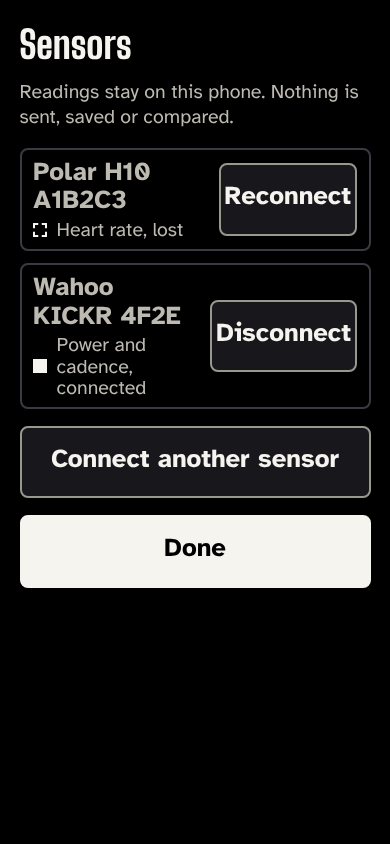 Sensors
Readings stay on this phone. Nothing is
sent, saved or compared.
Polar H10
A1B2C3
Heart rate, lost
Reconnect
Wahoo
KICKR 4F2E
Power and
cadence,
connected
Disconnect
Connect another sensor
Done